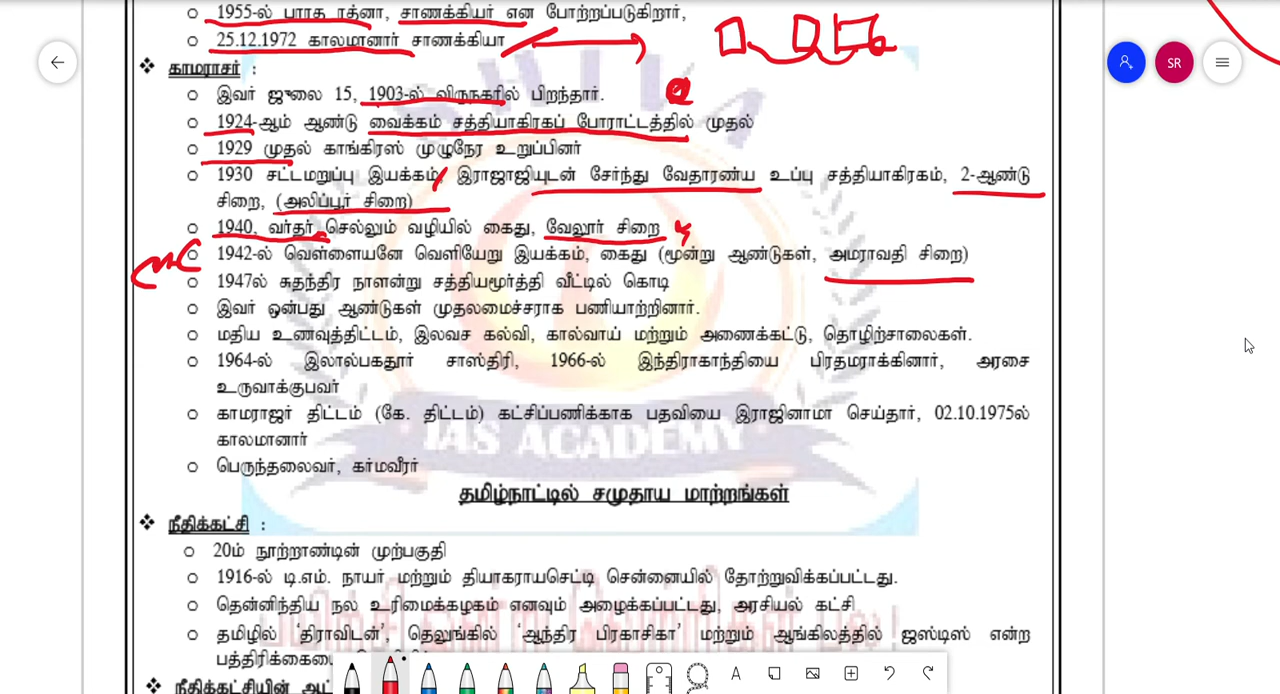 1955-ல் பாரத ரத்னா, சாணக்கியர் என போற்றப்படுகிறார்,
25.12.1972 காலமானார் சாணக்கியா
காமராசர் :
இவர் ஜுலை 15, 1903-ல் விருநகரில் பிறந்தார்.
1924-ஆம் ஆண்டு வைக்கம் சத்தியாகிரகப் போராட்டத்தில் முதல்
1929 முதல் காங்கிரஸ் முழுநேர உறுப்பினர்
1930 சட்டமறுப்பு இயக்கம், இராஜாஜியுடன் சேர்ந்து வேதாரண்ய உப்பு சத்தியாகிரகம், 2-ஆண்டு
சிறை, (அலிப்பூர் சிறை)
1940, வர்தா செல்லும் வழியில் கைது, வேலூர் சிறை
1942-ல் வெள்ளையனே வெளியேறு இயக்கம், கைது (மூன்று ஆண்டுகள், அமராவதி சிறை)
1947ல் சுதந்திர நாளன்று சத்தியமூர்த்தி வீட்டில் கொடி
இவர் ஒன்பது ஆண்டுகள் முதலமைச்சராக பணியாற்றினார்.
மதிய உணவுத்திட்டம், இலவச கல்வி, கால்வாய் மற்றும் அணைக்கட்டு, தொழிற்சாலைகள்.
1964-ல் இலால்பகதூர் சாஸ்திரி, 1966-ல் இந்திராகாந்தியை பிரதமராக்கினார், அரசை
உருவாக்குபவர்
காமராஜர் திட்டம் (கே. திட்டம்) கட்சிப்பணிக்காக பதவியை இராஜினாமா செய்தார், 02.10.1975ல்
காலமானார்
பெருந்தலைவர், கர்மவீரர்
IAS ACADEMY
தமிழ்நாட்டில் சமுதாய மாற்றங்கள்
நீதிக்கட்சி :
20ம் நூற்றாண்டின் முற்பகுதி
1916-ல் டி.எம். நாயர் மற்றும் தியாகராயசெட்டி சென்னையில் தோற்றுவிக்கப்பட்டது.
தென்னிந்திய நல உரிமைக்கழகம் எனவும் அழைக்கப்பட்டது, அரசியல் கட்சி
தமிழில் 'திராவிடன்', தெலுங்கில் 'ஆந்திர பிரகாசிகா' மற்றும் ஆங்கிலத்தில் ஜஸ்டிஸ் என்ற
SR